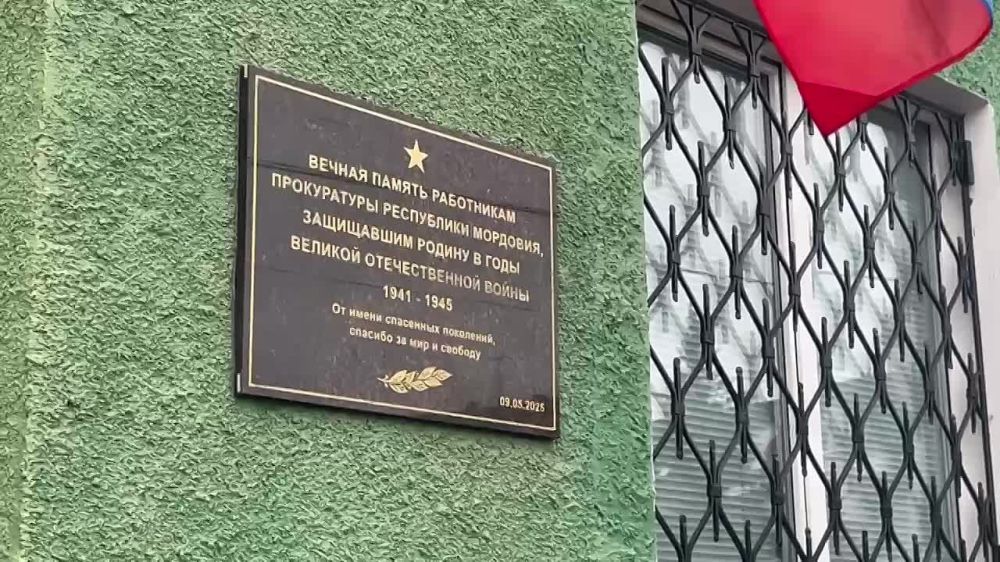 ВЕЧНАЯ ПАМЯТЬ РАБОТНИКАМ
ПРОКУРАТУРЫ РЕСПУБЛИКИ МОРДОВИЯ,
ЗАЩИЩАВШИМ РОДИНУ В ГОДЫ
ВЕЛИКОЙ ОТЕЧЕСТВЕННОЙ ВОЙНЫ
1941 - 1945
От имени спасенных поколений,
спасибо за мир и свободу
09.05.2025